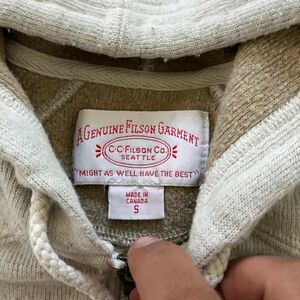 A GENUINE FILSON GARMENT
C·C·FILSON CO.
SEATTLE
"MIGHT AS WELL HAVE THE BEST"
MADE IN
CANADA
S